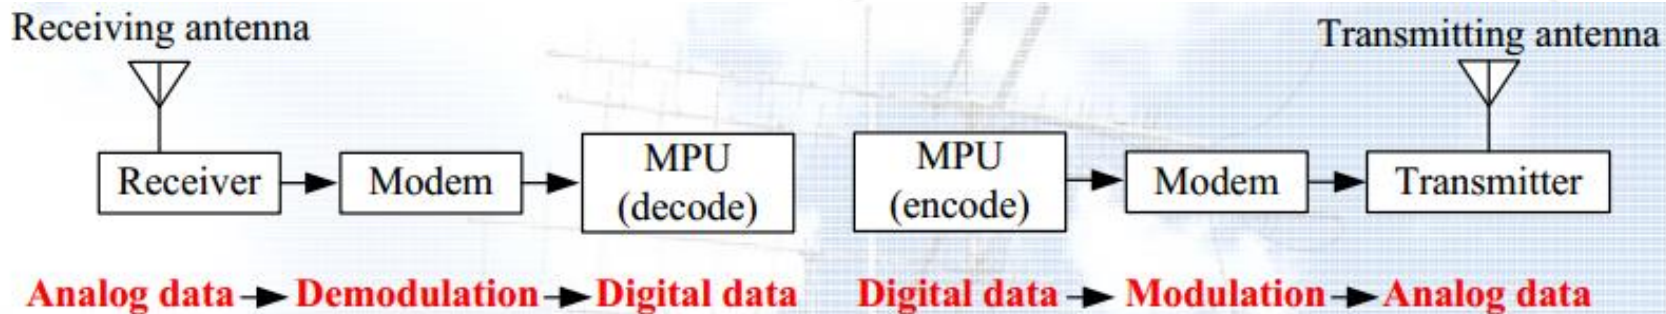 Receiving antenna
Transmitting antenna
Receiver
Modem
MPU
(decode)
MPU
(encode)
Modem
Transmitter
Analog data Demodulation Digital data
Digital data Modulation Analog data